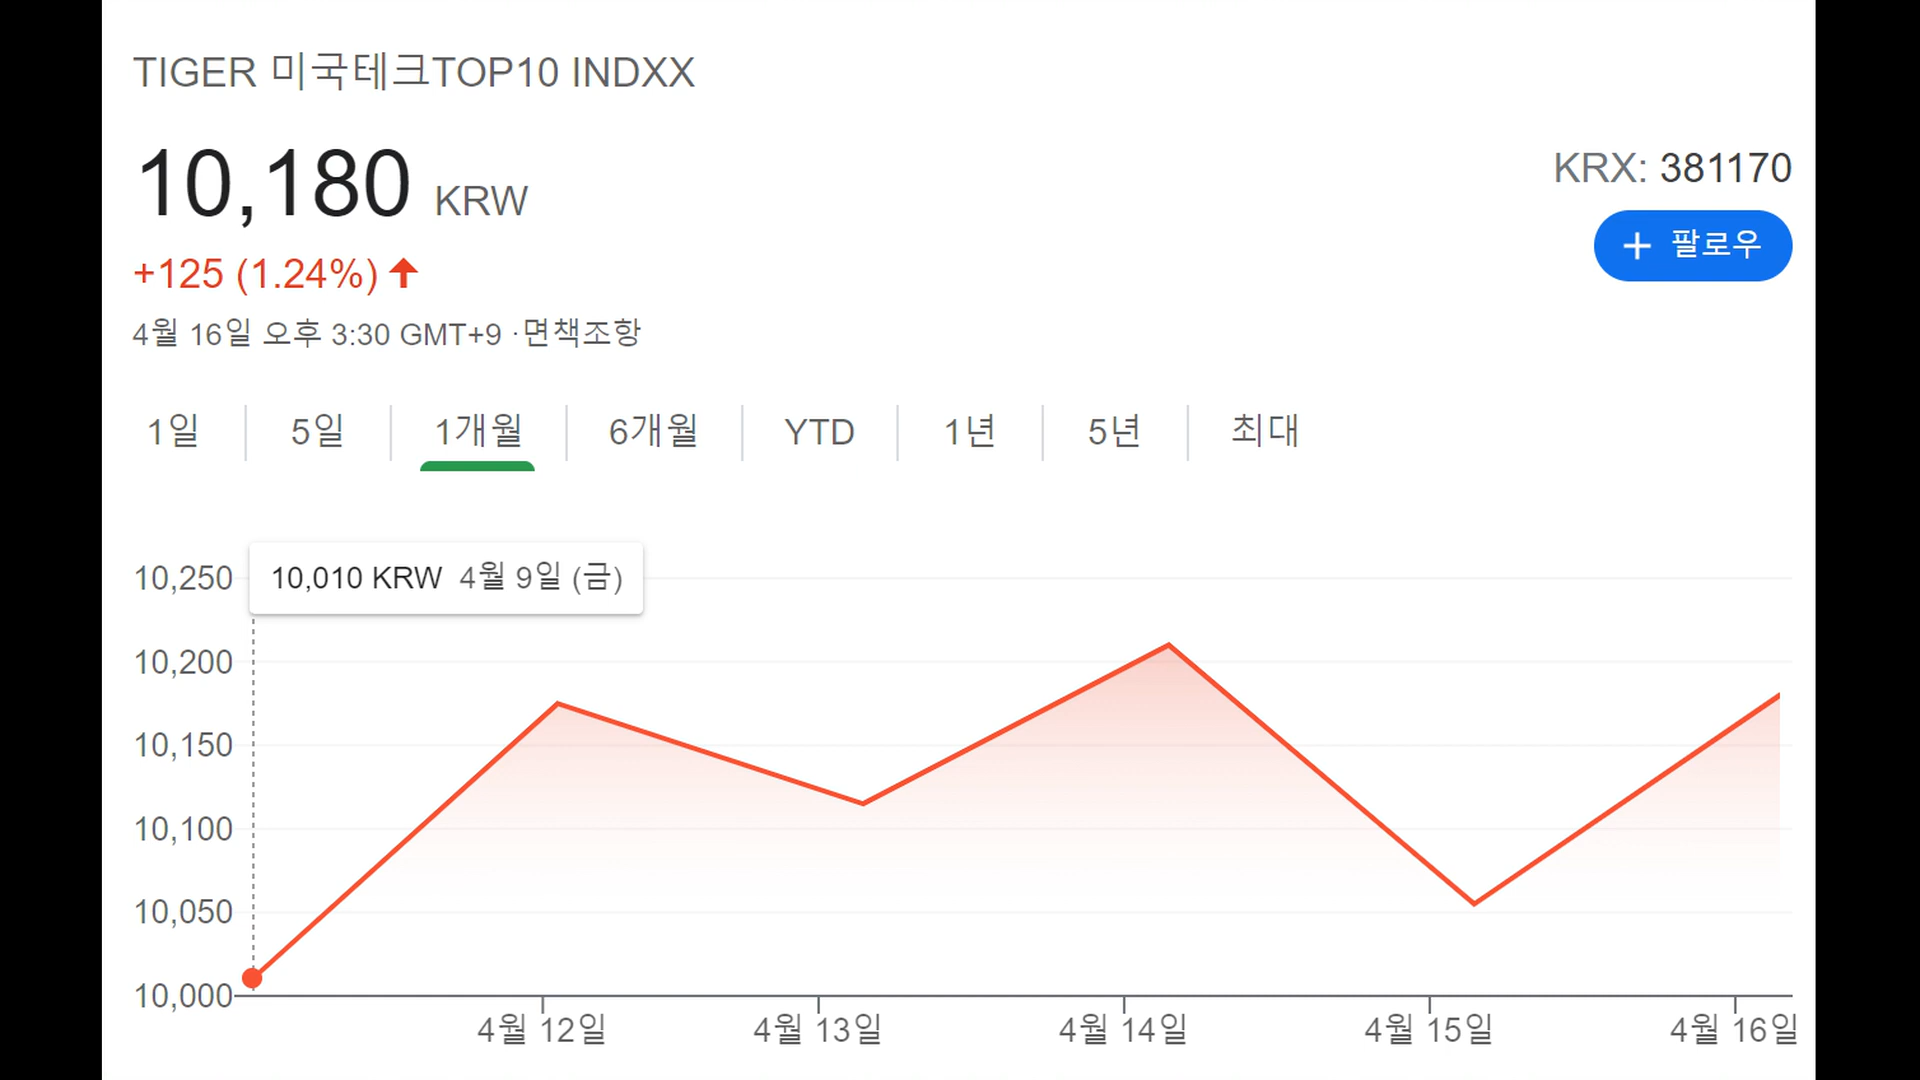 TIGER 미국테크TOP10 INDXX
10,180 KRW
KRX: 381170
+ 팔로우
+125 (1.24%)
4월 16일 오후 3:30 GMT+9 ·면책조항
1일 5일 1개월 6개월 YTD 1년 5년 최대
10,010 KRW 4월 9일 (금)
10,250
10,200
10,150
10,100
10,050
10,000
4월 12일 4월 13일 4월 14일 4월 15일 4월 16일